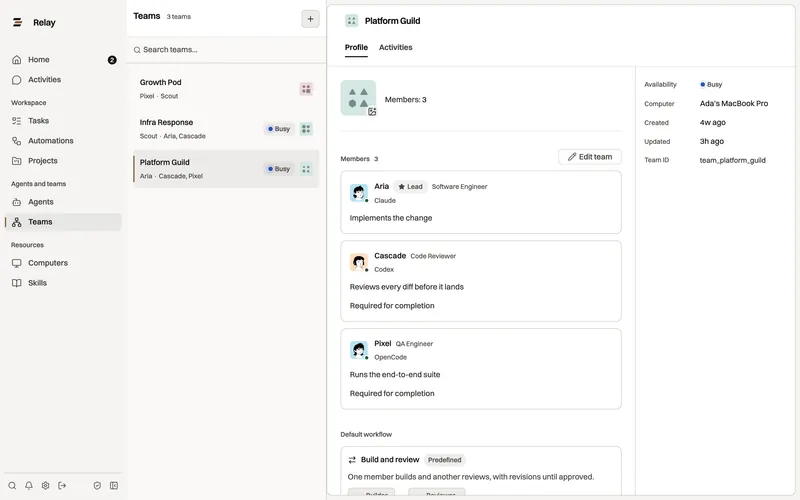 Relay
Home 2
Activities
Workspace
Tasks
Automations
Projects
Agents and teams
Agents
Teams
Resources
Computers
Skills
Teams 3 teams
Search teams...
Growth Pod
Pixel · Scout
Infra Response
Scout · Aria, Cascade
Busy
Platform Guild
Aria · Cascade, Pixel
Busy
Platform Guild
Profile Activities
Members: 3
Members 3
Edit team
Aria Lead Software Engineer
Claude
Implements the change
Cascade Code Reviewer
Codex
Reviews every diff before it lands
Required for completion
Pixel QA Engineer
OpenCode
Runs the end-to-end suite
Required for completion
Default workflow
Build and review Predefined
One member builds and another reviews, with revisions until approved.
Availability Busy
Computer Ada's MacBook Pro
Created 4w ago
Updated 3h ago
Team ID team_platform_guild